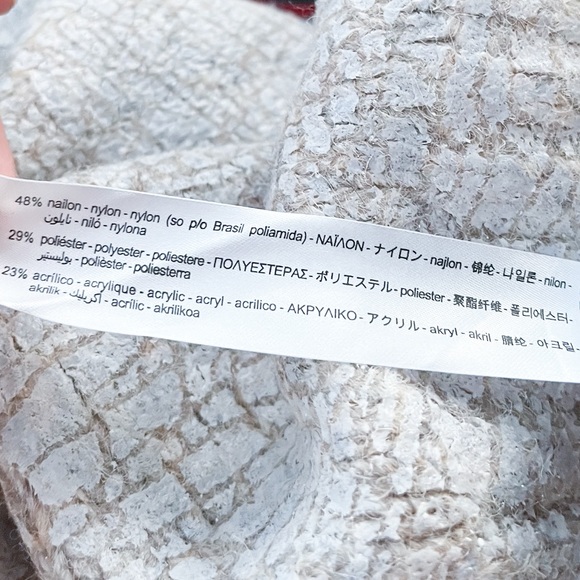 48% nailon - nylon - nylon (so p/o Brasil poliamida) - ΝΑΪΛΟΝ - ナイロン - najlon - 锦纶 - 나일론 - nilon -
نايلون - niló - nylona
29% poliéster - polyester - poliestere - ΠΟΛΥΕΣΤΕΡΑΣ - ポリエステル - poliester - 聚酯纤维 - 폴리에스터 -
بوليستير - polièster - poliesterra
23% acrílico - acrylique - acrylic - acryl - acrilico - ΑΚΡΥΛΙΚΟ - アクリル - akryl - akril - 腈纶 - 아크릴 -
akrilik - أكريليك - acrílic - akrilikoa